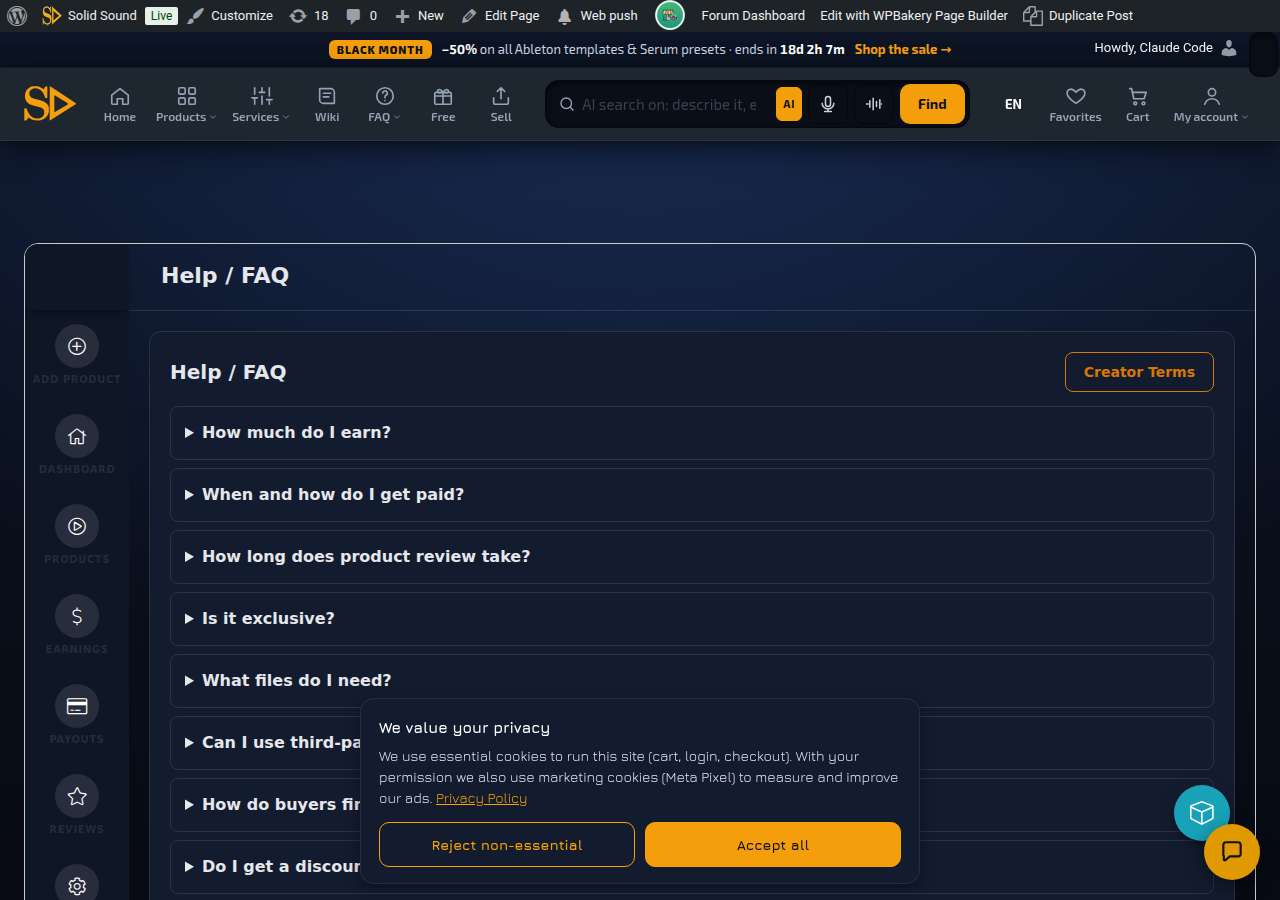 Solid Sound Live Customize 18 0 New Edit Page Web push Forum Dashboard Edit with WPBakery Page Builder Duplicate Post
BLACK MONTH −50% on all Ableton templates & Serum presets · ends in 18d 2h 7m Shop the sale →
Howdy, Claude Code
AI search on: describe it, e AI Find EN
Home Products Services Wiki FAQ Free Sell Favorites Cart My account
Help / FAQ
ADD PRODUCT
DASHBOARD
PRODUCTS
EARNINGS
PAYOUTS
REVIEWS
Help / FAQ
Creator Terms
How much do I earn?
When and how do I get paid?
How long does product review take?
Is it exclusive?
What files do I need?
Can I use third-pa
How do buyers fin
Do I get a discoun
We value your privacy
We use essential cookies to run this site (cart, login, checkout). With your
permission we also use marketing cookies (Meta Pixel) to measure and improve
our ads. Privacy Policy
Reject non-essential
Accept all